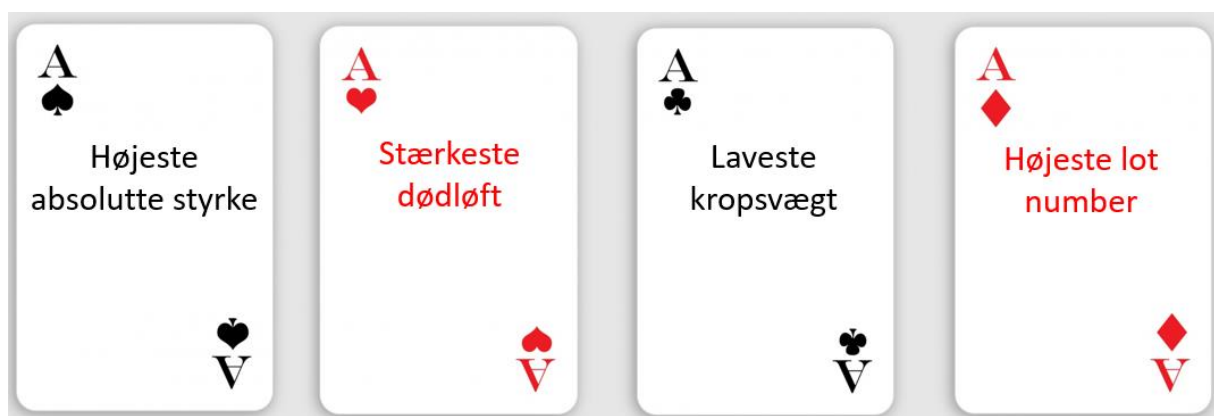 A
Højeste
absolutte styrke
A
A
Stærkeste
dødløft
A
A
Laveste
kropsvægt
A
A
Højeste lot
number
A